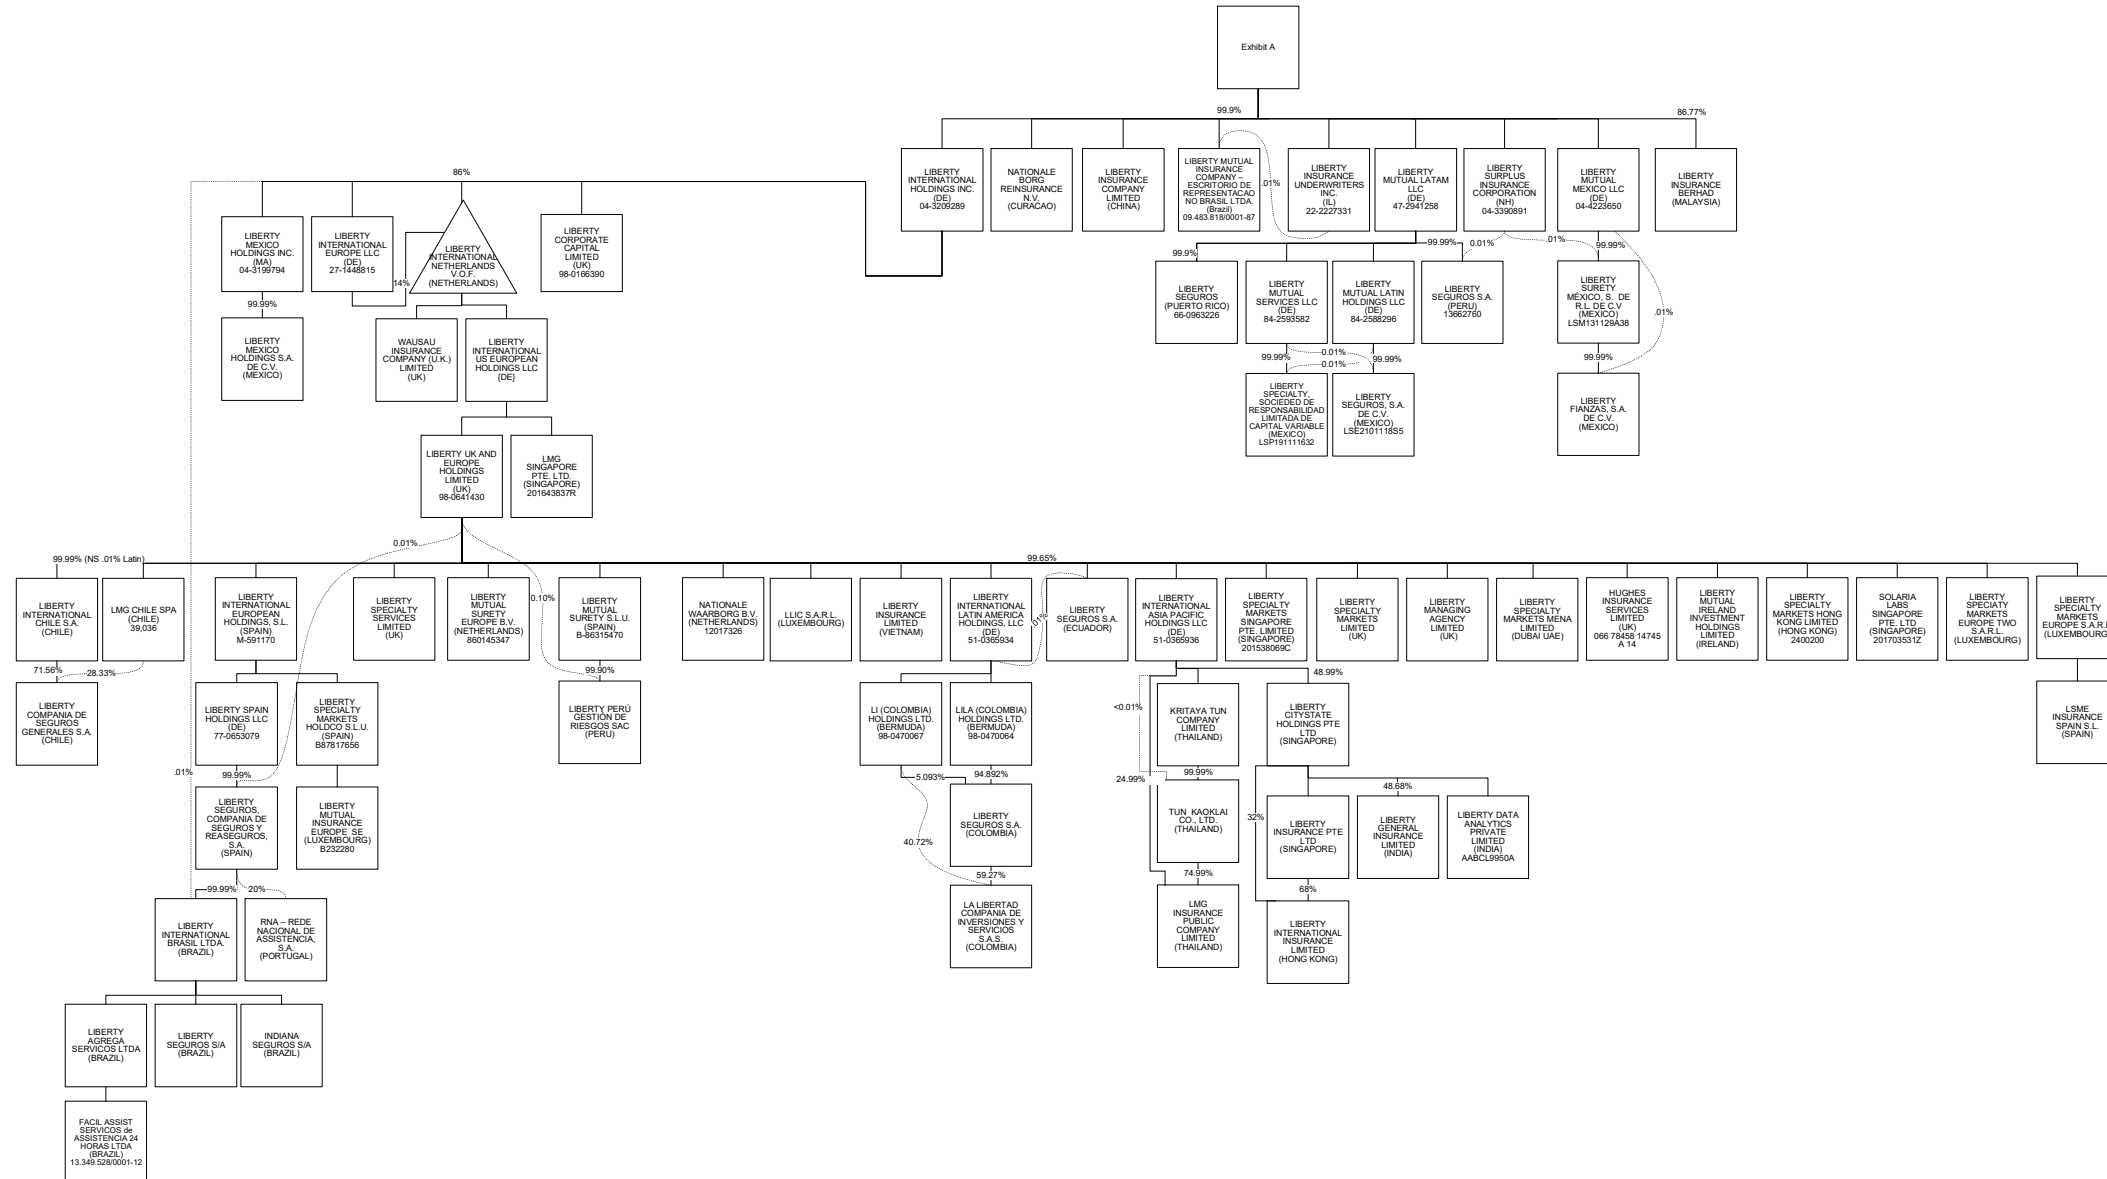 Exhibit A
99.9%
86.77%
LIBERTY
INTERNATIONAL
HOLDINGS INC.
(DE)
04-3209289
NATIONALE
BORG
REINSURANCE
N.V.
(CURACAO)
LIBERTY
INSURANCE
COMPANY
LIMITED
(CHINA)
LIBERTY MUTUAL
INSURANCE
COMPANY –
ESCRITORIO DE
REPRESENTACAO
NO BRASIL LTDA.
(Brazil)
09.483.818/0001-87
.01%
LIBERTY
INSURANCE
UNDERWRITERS
INC.
(IL)
22-2227331
LIBERTY
MUTUAL LATAM
LLC
(DE)
47-2941258
LIBERTY
SURPLUS
INSURANCE
CORPORATION
(NH)
04-3390891
LIBERTY
MUTUAL
MEXICO LLC
(DE)
04-4223650
LIBERTY
INSURANCE
BERHAD
(MALAYSIA)
86%
LIBERTY
MEXICO
HOLDINGS INC.
(MA)
04-3199794
LIBERTY
INTERNATIONAL
EUROPE LLC
(DE)
27-1448815
14%
LIBERTY
INTERNATIONAL
NETHERLANDS
V.O.F.
(NETHERLANDS)
LIBERTY
CORPORATE
CAPITAL
LIMITED
(UK)
98-0166390
99.9%
99.99%
0.01%
.01%
99.99%
LIBERTY
SEGUROS
(PUERTO RICO)
66-0963226
LIBERTY
MUTUAL
SERVICES LLC
(DE)
84-2593582
LIBERTY
MUTUAL LATIN
HOLDINGS LLC
(DE)
84-2588296
LIBERTY
SEGUROS S.A.
(PERU)
13662760
LIBERTY
SURETY
MÉXICO, S. DE
R.L. DE C.V
(MEXICO)
LSM131129A38
.01%
99.99%
LIBERTY
MEXICO
HOLDINGS S.A.
DE C.V.
(MEXICO)
WAUSAU
INSURANCE
COMPANY (U.K.)
LIMITED
(UK)
LIBERTY
INTERNATIONAL
US EUROPEAN
HOLDINGS LLC
{DE}
99.99%
0.01%
0.01%
99.99%
99.99%
LIBERTY
SPECIALTY,
SOCIEDED DE
RESPONSABILIDAD
LIMITADA DE
CAPITAL VARIABLE
(MEXICO)
LSP191111632
LIBERTY
SEGUROS, S.A.
DE C.V.
(MEXICO)
LSE2101118S5
LIBERTY
FIANZAS, S.A.
DE C.V.
(MEXICO)
LIBERTY UK AND
EUROPE
HOLDINGS
LIMITED
(UK)
98-0641430
LMG
SINGAPORE
PTE. LTD.
(SINGAPORE)
201643837R
0.01%
99.99% (NS .01% Latin)
99.65%
LIBERTY
INTERNATIONAL
CHILE S.A.
(CHILE)
LMG CHILE SPA
(CHILE)
39,036
LIBERTY
INTERNATIONAL
EUROPEAN
HOLDINGS, S.L.
(SPAIN)
M-591170
LIBERTY
SPECIALTY
SERVICES
LIMITED
(UK)
LIBERTY
MUTUAL
SURETY
EUROPE B.V.
(NETHERLANDS)
860145347
0.10%
LIBERTY
MUTUAL
SURETY S.L.U.
(SPAIN)
B-86315470
NATIONALE
WAARBORG B.V.
(NETHERLANDS)
12017326
LLIC S.A.R.L.
(LUXEMBOURG)
LIBERTY
INSURANCE
LIMITED
(VIETNAM)
LIBERTY
INTERNATIONAL
LATIN AMERICA
HOLDINGS, LLC
(DE)
51-0365934
.01%
LIBERTY
SEGUROS S.A.
(ECUADOR)
LIBERTY
INTERNATIONAL
ASIA PACIFIC
HOLDINGS LLC
(DE)
51-0365936
LIBERTY
SPECIALTY
MARKETS
SINGAPORE
PTE. LIMITED
(SINGAPORE)
201538069C
LIBERTY
SPECIALTY
MARKETS
LIMITED
(UK)
LIBERTY
MANAGING
AGENCY
LIMITED
(UK)
LIBERTY
SPECIALTY
MARKETS MENA
LIMITED
(DUBAI UAE)
HUGHES
INSURANCE
SERVICES
LIMITED
(UK)
066 78458 14745
A 14
LIBERTY
MUTUAL
IRELAND
INVESTMENT
HOLDINGS
LIMITED
(IRELAND)
LIBERTY
SPECIALTY
MARKETS HONG
KONG LIMITED
(HONG KONG)
2400200
SOLARIA
LABS
SINGAPORE
PTE. LTD
(SINGAPORE)
201703531Z
LIBERTY
SPECIATY
MARKETS
EUROPE TWO
S.A.R.L.
(LUXEMBOURG)
LIBERTY
SPECIALTY
MARKETS
EUROPE S.A.R.L
(LUXEMBOURG
71.56%
28.33%
99.90%
48.99%
LIBERTY
COMPANIA DE
SEGUROS
GENERALES S.A.
(CHILE)
LIBERTY SPAIN
HOLDINGS LLC
(DE)
77-0653079
LIBERTY
SPECIALTY
MARKETS
HOLDCO S.L.U.
(SPAIN)
B87817656
LIBERTY PERÚ
GESTIÓN DE
RIESGOS SAC
(PERU)
LI (COLOMBIA)
HOLDINGS LTD.
(BERMUDA)
98-0470067
LILA (COLOMBIA)
HOLDINGS LTD.
(BERMUDA)
98-0470064
<0.01%
KRITAYA TUN
COMPANY
LIMITED
(THAILAND)
LIBERTY
CITYSTATE
HOLDINGS PTE
LTD
(SINGAPORE)
LSME
INSURANCE
SPAIN S.L.
(SPAIN)
.01%
99.99%
5.093%
94.892%
24.99%
99.99%
48.68%
LIBERTY
SEGUROS,
COMPANIA DE
SEGUROS Y
REASEGUROS,
S.A.
(SPAIN)
LIBERTY
MUTUAL
INSURANCE
EUROPE SE
(LUXEMBOURG)
B232280
LIBERTY
SEGUROS S.A.
(COLOMBIA)
TUN KAOKLAI
CO., LTD.
(THAILAND)
32%
LIBERTY
INSURANCE PTE
LTD
(SINGAPORE)
LIBERTY
GENERAL
INSURANCE
LIMITED
(INDIA)
LIBERTY DATA
ANALYTICS
PRIVATE
LIMITED
(INDIA)
AABCL9950A
40.72%
59.27%
74.99%
68%
99.99%
20%
LIBERTY
INTERNATIONAL
BRASIL LTDA.
(BRAZIL)
RNA – REDE
NACIONAL DE
ASSISTENCIA,
S.A.
(PORTUGAL)
LA LIBERTAD
COMPANIA DE
INVERSIONES Y
SERVICIOS
S.A.S.
(COLOMBIA)
LMG
INSURANCE
PUBLIC
COMPANY
LIMITED
(THAILAND)
LIBERTY
INTERNATIONAL
INSURANCE
LIMITED
(HONG KONG)
LIBERTY
AGREGA
SERVICOS LTDA
(BRAZIL)
LIBERTY
SEGUROS S/A
(BRAZIL)
INDIANA
SEGUROS S/A
(BRAZIL)
FACIL ASSIST
SERVICOS de
ASSISTENCIA 24
HORAS LTDA
(BRAZIL)
13.349.528/0001-12